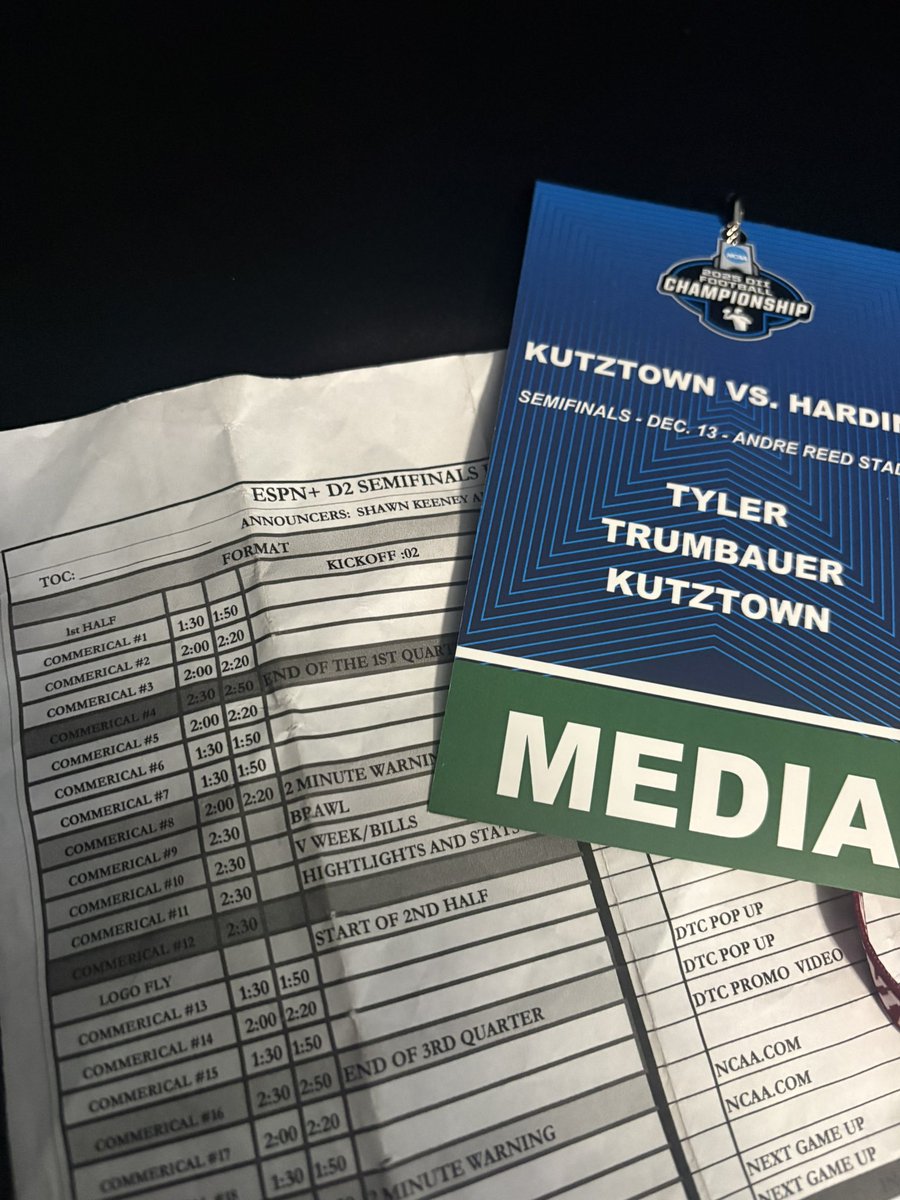 NCAA
2025 DII
FOOTBALL
CHAMPIONSHIP
KUTZTOWN VS. HARDIN
SEMIFINALS - DEC. 13 - ANDRE REED STAD
TYLER
TRUMBAUER
KUTZTOWN
MEDIA
ESPN+ D2 SEMIFINALS
ANNOUNCERS: SHAWN KEENEY A
TOC:
FORMAT
KICKOFF :02
1st HALF
COMMERICAL #1 1:30 1:50
COMMERICAL #2 2:00 2:20
COMMERICAL #3 2:00 2:20
COMMERICAL #4 2:30 2:50 END OF THE 1ST QUART
COMMERICAL #5 2:00 2:20
COMMERICAL #6 1:30 1:50
COMMERICAL #7 1:30 1:50
COMMERICAL #8 2:00 2:20 2 MINUTE WARNIN
COMMERICAL #9 2:30 BRAWL
COMMERICAL #10 2:30 V WEEK/BILLS
COMMERICAL #11 2:30 HIGHTLIGHTS AND STATS
COMMERICAL #12 2:30
LOGO FLY START OF 2ND HALF
COMMERICAL #13 1:30 1:50
COMMERICAL #14 2:00 2:20
COMMERICAL #15 1:30 1:50
COMMERICAL #16 2:30 2:50 END OF 3RD QUARTER
COMMERICAL #17 2:00 2:20
1:30 1:50
2 MINUTE WARNING
DTC POP UP
DTC POP UP
DTC PROMO VIDEO
NCAA.COM
NCAA.COM
NEXT GAME UP
NEXT GAME UP